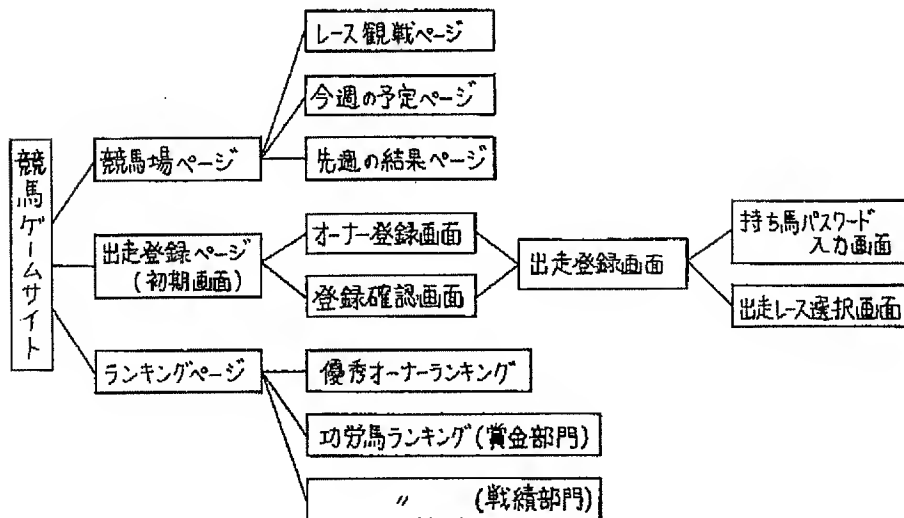 競馬ゲームサイト
競馬場ページ
レース観戦ページ
今週の予定ページ
先週の結果ページ
出走登録ページ
(初期画面)
オーナー登録画面
登録確認画面
出走登録画面
持ち馬パスワード
入力画面
出走レース選択画面
ランキングページ
優秀オーナーランキング
功労馬ランキング(賞金部門)
〃 (戦績部門)